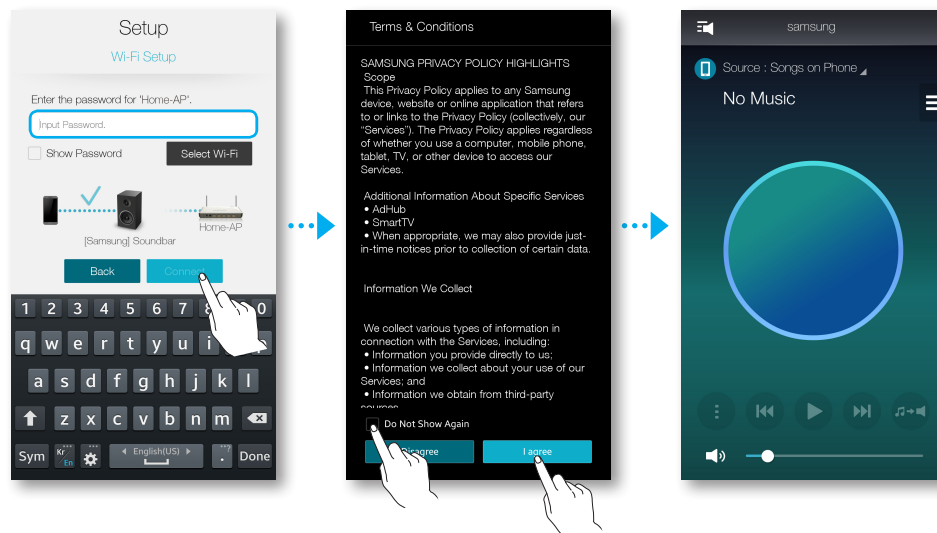 Setup
Wi-Fi Setup
Enter the password for 'Home-AP'.
Input Password.
Show Password
Select Wi-Fi
Home-AP
[Samsung] Soundbar
Back
Connect
1 2 3 4 5 6 7 8 0
q w e r t y u i
a s d f g h j k l
z x c v b n m
Sym Kr En English(US) . Done
Terms & Conditions
SAMSUNG PRIVACY POLICY HIGHLIGHTS
Scope
This Privacy Policy applies to any Samsung
device, website or online application that refers
to or links to the Privacy Policy (collectively, our
“Services”). The Privacy Policy applies regardless
of whether you use a computer, mobile phone,
tablet, TV, or other device to access our
Services.
Additional Information About Specific Services
• AdHub
• SmartTV
• When appropriate, we may also provide just-
in-time notices prior to collection of certain data.
Information We Collect
We collect various types of information in
connection with the Services, including:
• Information you provide directly to us;
• Information we collect about your use of our
Services; and
• Information we obtain from third-party
sources
Do Not Show Again
Disagree
I agree
samsung
Source : Songs on Phone
No Music